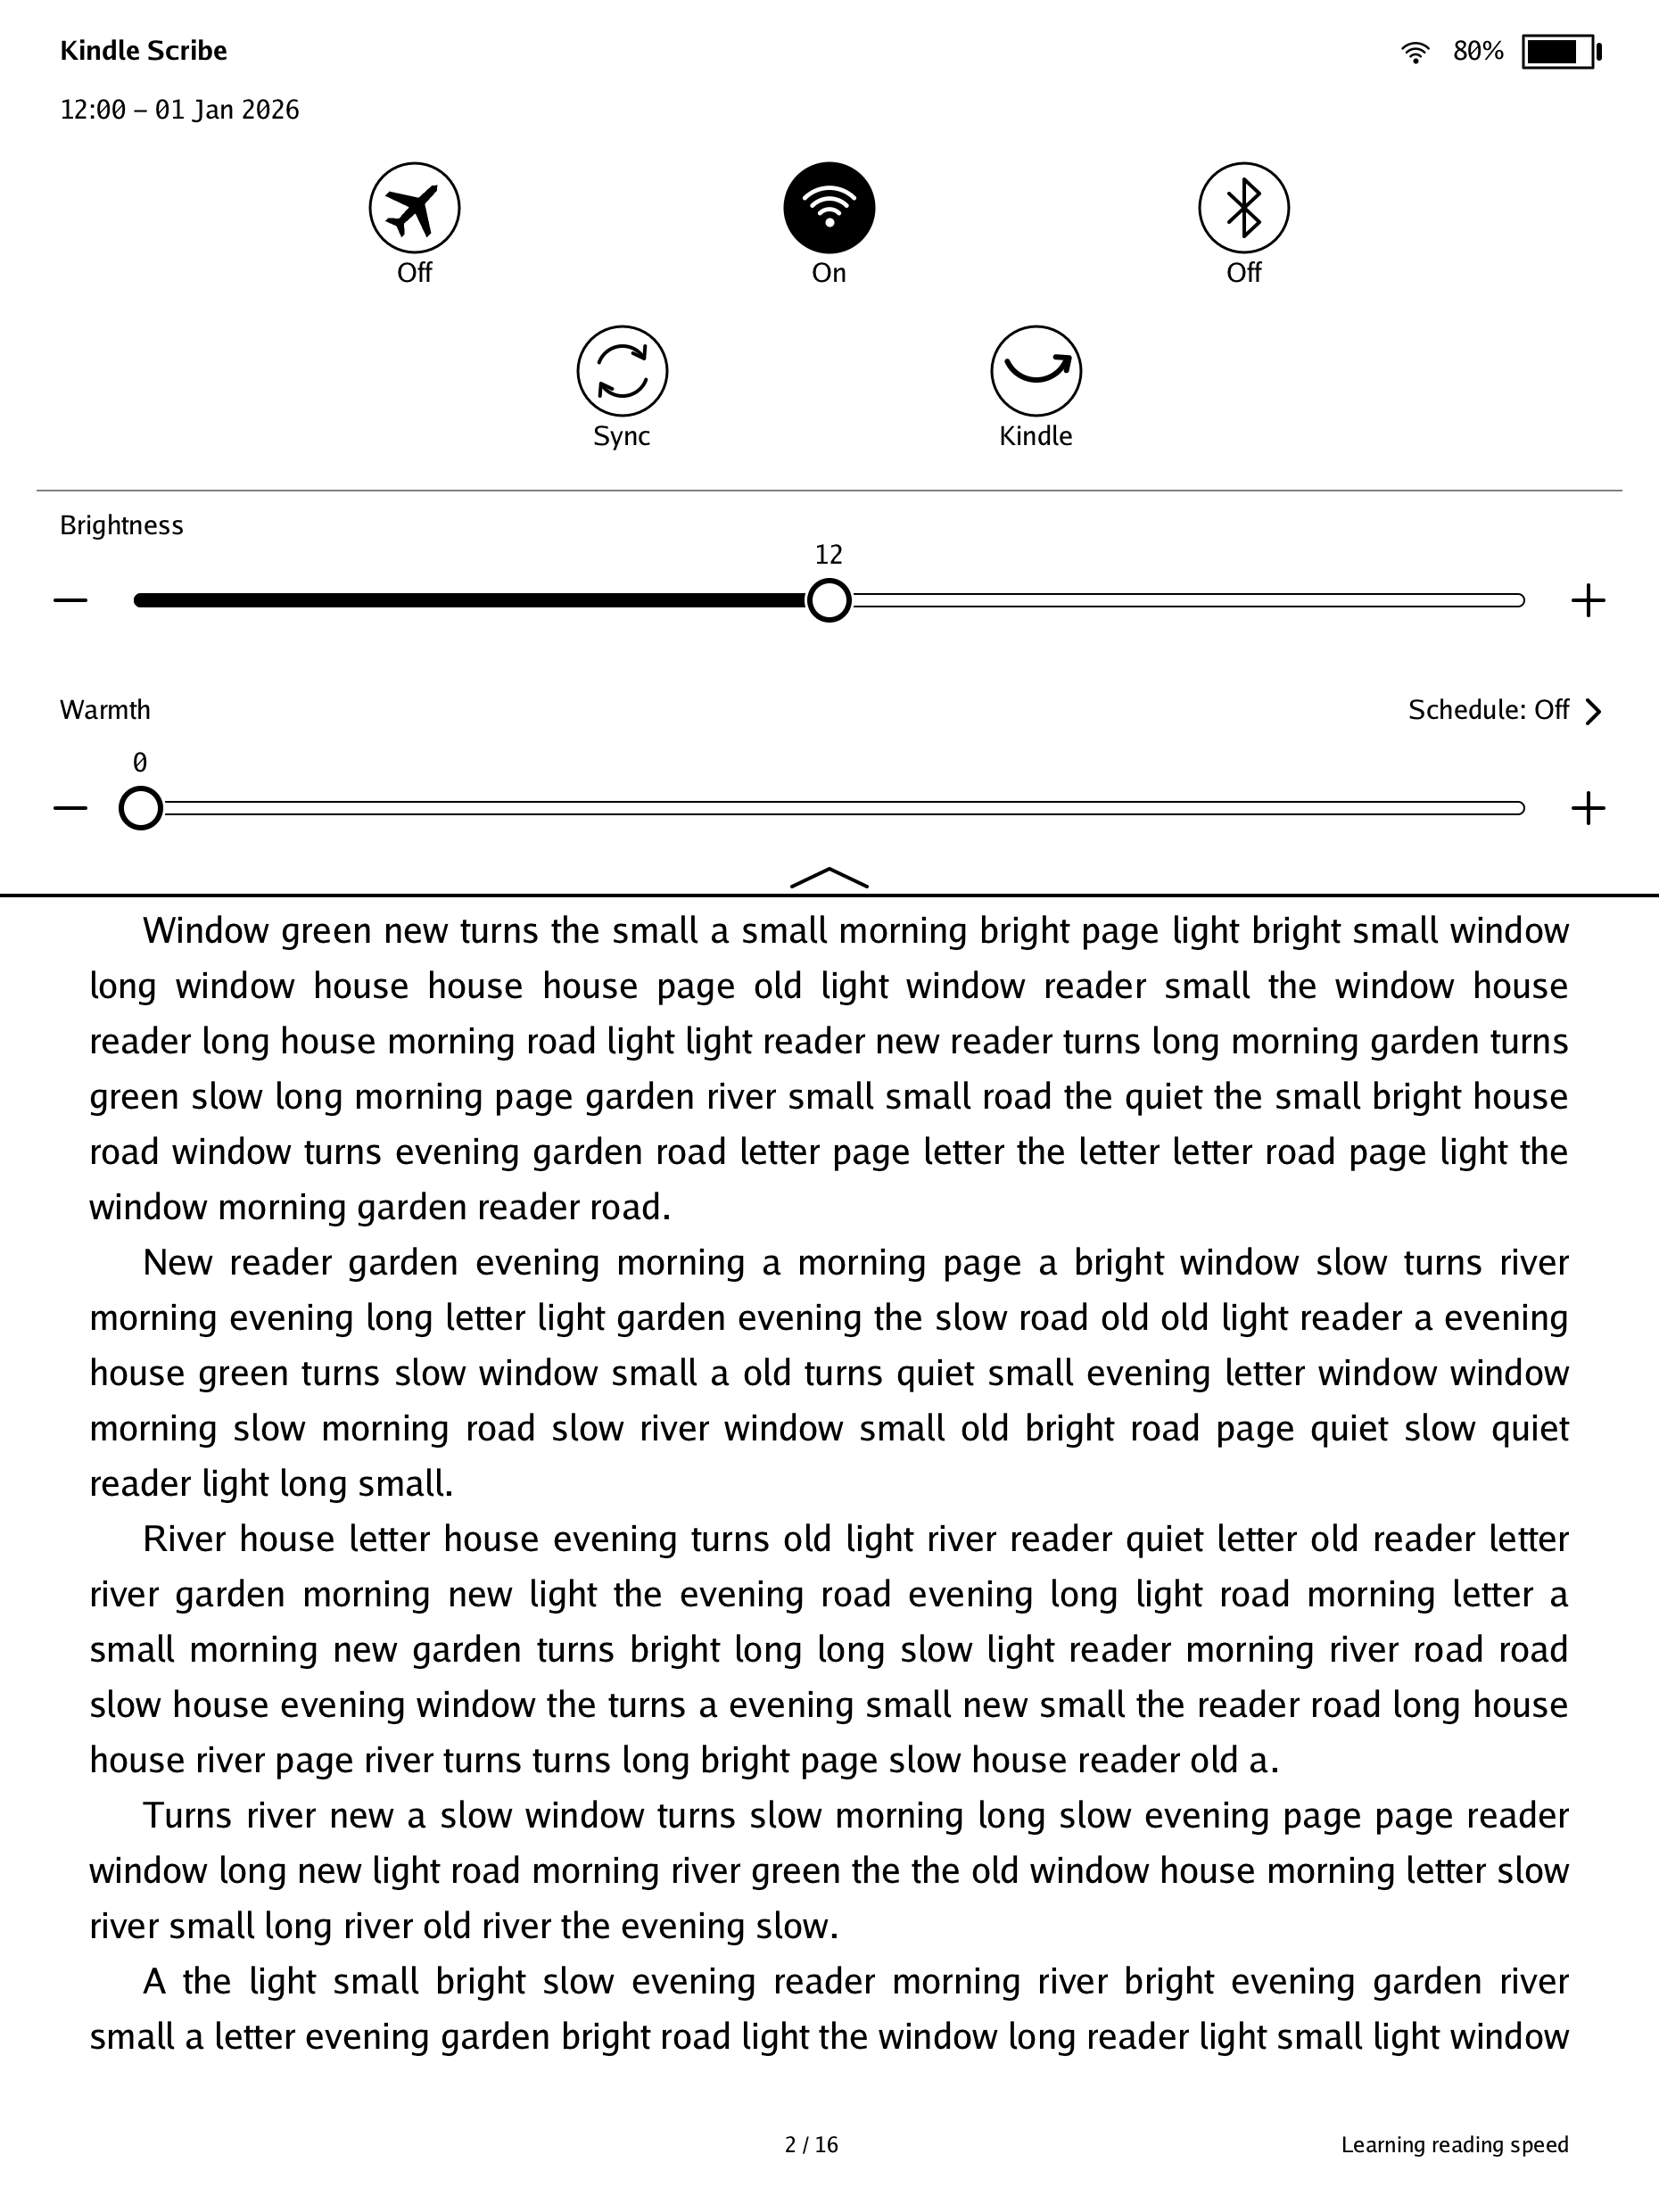 Kindle Scribe
80%
12:00 – 01 Jan 2026
Off
On
Off
Sync
Kindle
Brightness
12
Warmth
Schedule: Off
0
Window green new turns the small a small morning bright page light bright small window
long window house house house page old light window reader small the window house
reader long house morning road light light reader new reader turns long morning garden turns
green slow long morning page garden river small small road the quiet the small bright house
road window turns evening garden road letter page letter the letter letter road page light the
window morning garden reader road.
New reader garden evening morning a morning page a bright window slow turns river
morning evening long letter light garden evening the slow road old old light reader a evening
house green turns slow window small a old turns quiet small evening letter window window
morning slow morning road slow river window small old bright road page quiet slow quiet
reader light long small.
River house letter house evening turns old light river reader quiet letter old reader letter
river garden morning new light the evening road evening long light road morning letter a
small morning new garden turns bright long long slow light reader morning river road road
slow house evening window the turns a evening small new small the reader road long house
house river page river turns turns long bright page slow house reader old a.
Turns river new a slow window turns slow morning long slow evening page page reader
window long new light road morning river green the the old window house morning letter slow
river small long river old river the evening slow.
A the light small bright slow evening reader morning river bright evening garden river
small a letter evening garden bright road light the window long reader light small light window
2 / 16
Learning reading speed